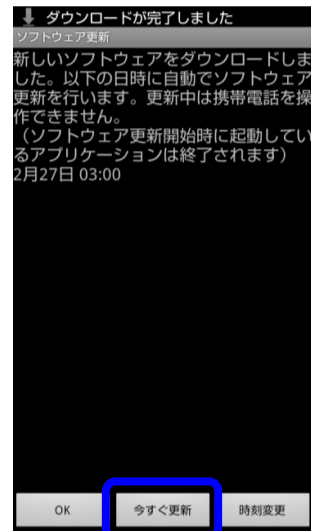 ダウンロードが完了しました
ソフトウェア更新
新しいソフトウェアをダウンロードしま
した。以下の日時に自動でソフトウェア
更新を行います。更新中は携帯電話を操
作できません。
（ソフトウェア更新開始時に起動してい
るアプリケーションは終了されます）
2月27日 03:00
OK 今すぐ更新 時刻変更